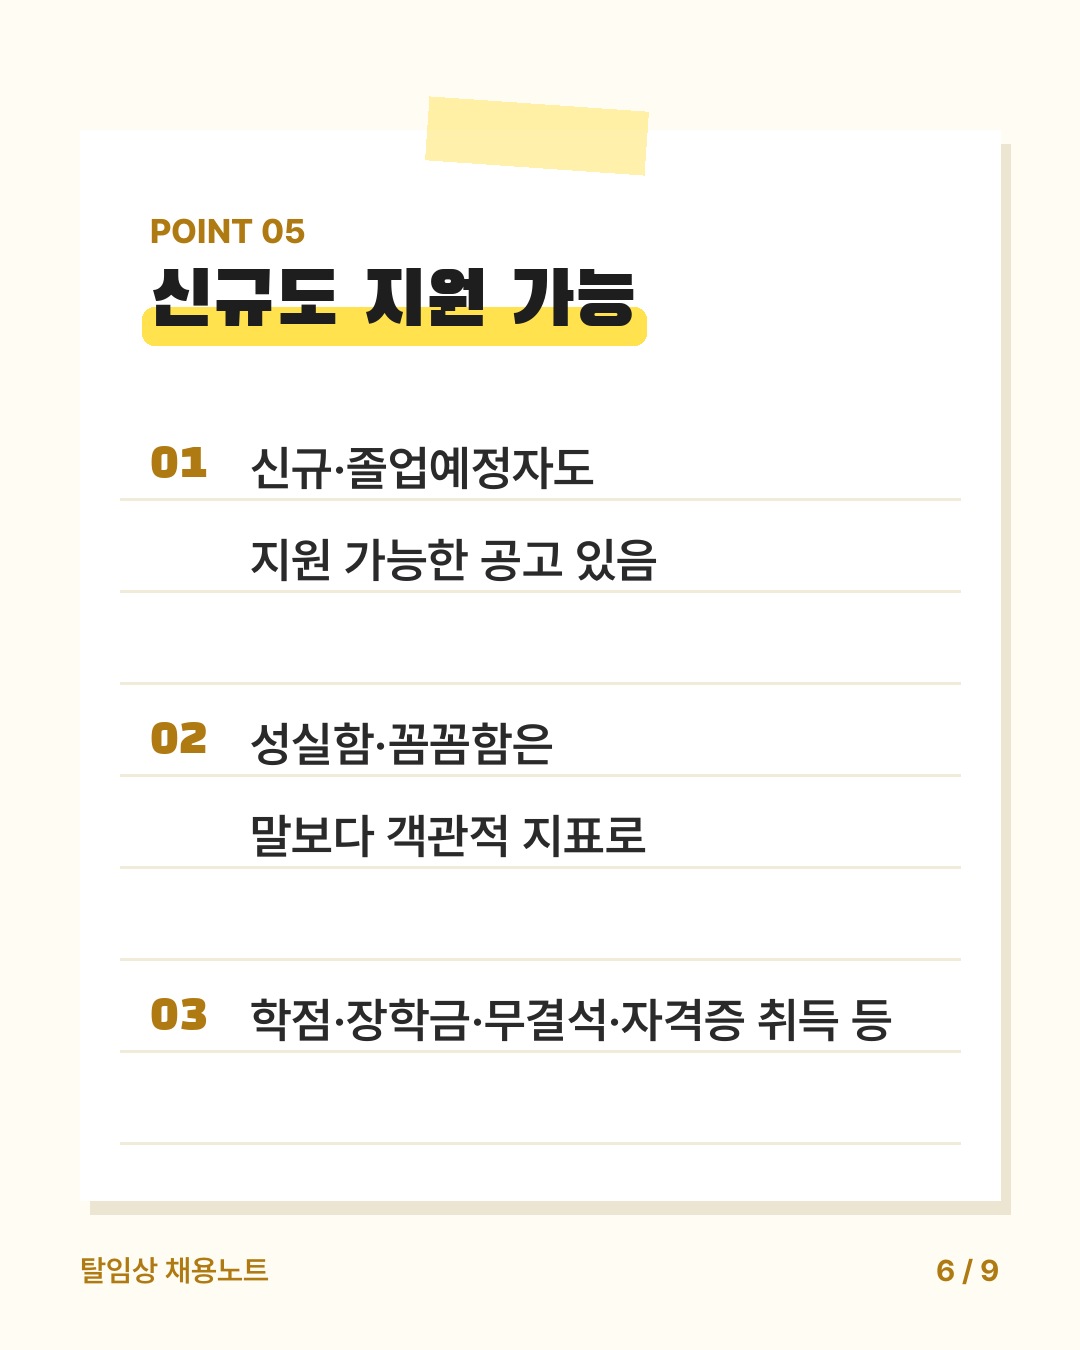 POINT 05
신규도 지원 가능
01 신규·졸업예정자도
지원 가능한 공고 있음
02 성실함·꼼꼼함은
말보다 객관적 지표로
03 학점·장학금·무결석·자격증 취득 등
탈임상 채용노트
6 / 9